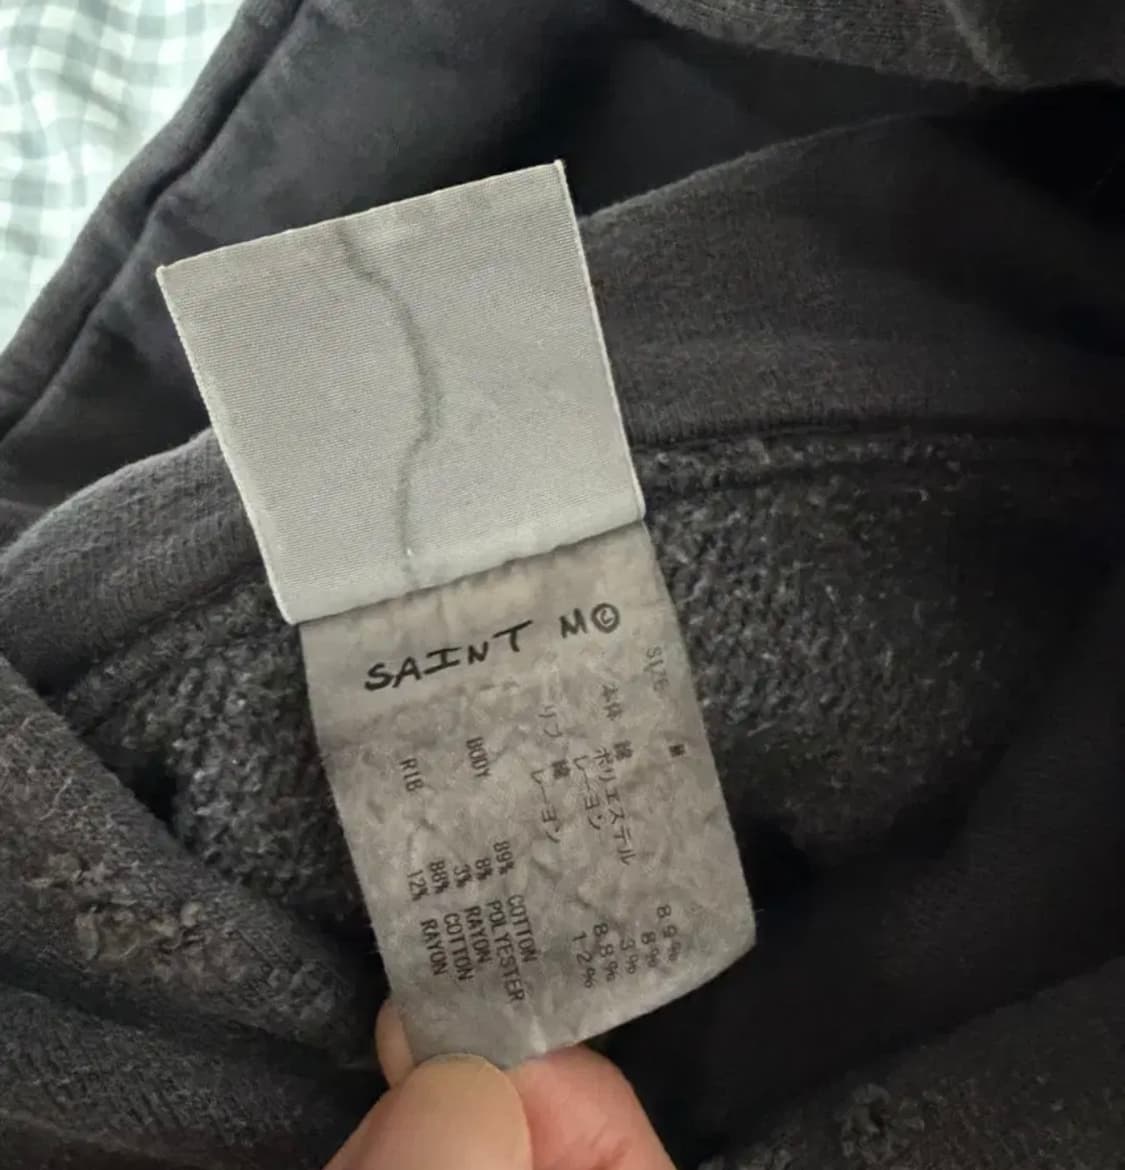 SAINT M©
SIZE M
本体 綿 89%
ポリエステル 8%
レーヨン 3%
リブ 綿 88%
レーヨン 12%
BODY 89% COTTON
8% POLYESTER
3% RAYON
RIB 88% COTTON
12% RAYON